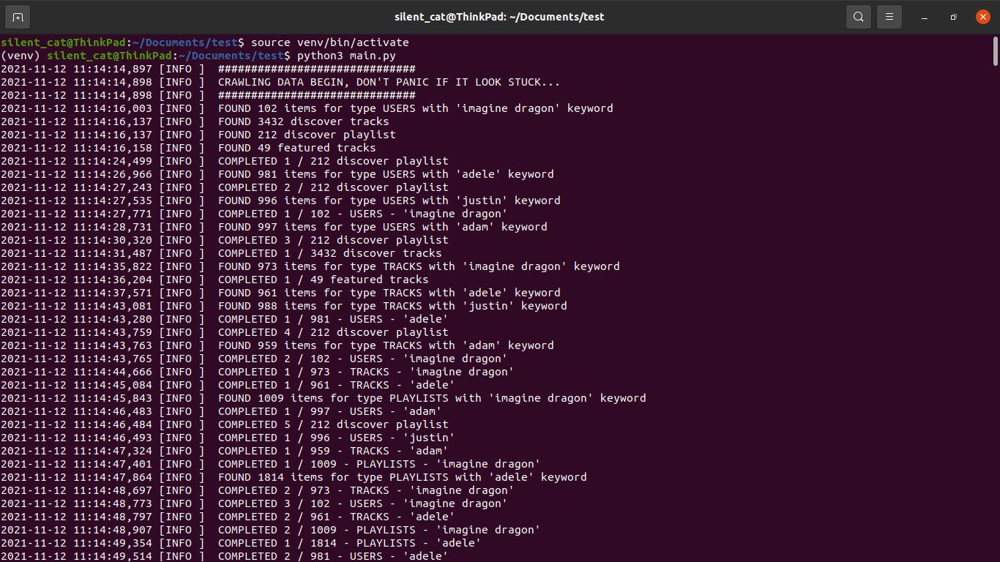 silent_cat@ThinkPad: ~/Documents/test
silent_cat@ThinkPad:~/Documents/test$ source venv/bin/activate
(venv) silent_cat@ThinkPad:~/Documents/test$ python3 main.py
2021-11-12 11:14:14,897 [INFO ]  ##############################
2021-11-12 11:14:14,898 [INFO ]  CRAWLING DATA BEGIN, DON'T PANIC IF IT LOOK STUCK...
2021-11-12 11:14:14,898 [INFO ]  ##############################
2021-11-12 11:14:16,003 [INFO ]  FOUND 102 items for type USERS with 'imagine dragon' keyword
2021-11-12 11:14:16,137 [INFO ]  FOUND 3432 discover tracks
2021-11-12 11:14:16,137 [INFO ]  FOUND 212 discover playlist
2021-11-12 11:14:16,158 [INFO ]  FOUND 49 featured tracks
2021-11-12 11:14:24,499 [INFO ]  COMPLETED 1 / 212 discover playlist
2021-11-12 11:14:26,966 [INFO ]  FOUND 981 items for type USERS with 'adele' keyword
2021-11-12 11:14:27,243 [INFO ]  COMPLETED 2 / 212 discover playlist
2021-11-12 11:14:27,535 [INFO ]  FOUND 996 items for type USERS with 'justin' keyword
2021-11-12 11:14:27,771 [INFO ]  COMPLETED 1 / 102 - USERS - 'imagine dragon'
2021-11-12 11:14:28,731 [INFO ]  FOUND 997 items for type USERS with 'adam' keyword
2021-11-12 11:14:30,320 [INFO ]  COMPLETED 3 / 212 discover playlist
2021-11-12 11:14:31,487 [INFO ]  COMPLETED 1 / 3432 discover tracks
2021-11-12 11:14:35,822 [INFO ]  FOUND 973 items for type TRACKS with 'imagine dragon' keyword
2021-11-12 11:14:36,204 [INFO ]  COMPLETED 1 / 49 featured tracks
2021-11-12 11:14:37,571 [INFO ]  FOUND 961 items for type TRACKS with 'adele' keyword
2021-11-12 11:14:43,081 [INFO ]  FOUND 988 items for type TRACKS with 'justin' keyword
2021-11-12 11:14:43,280 [INFO ]  COMPLETED 1 / 981 - USERS - 'adele'
2021-11-12 11:14:43,759 [INFO ]  COMPLETED 4 / 212 discover playlist
2021-11-12 11:14:43,763 [INFO ]  FOUND 959 items for type TRACKS with 'adam' keyword
2021-11-12 11:14:43,765 [INFO ]  COMPLETED 2 / 102 - USERS - 'imagine dragon'
2021-11-12 11:14:44,666 [INFO ]  COMPLETED 1 / 973 - TRACKS - 'imagine dragon'
2021-11-12 11:14:45,084 [INFO ]  COMPLETED 1 / 961 - TRACKS - 'adele'
2021-11-12 11:14:45,843 [INFO ]  FOUND 1009 items for type PLAYLISTS with 'imagine dragon' keyword
2021-11-12 11:14:46,483 [INFO ]  COMPLETED 1 / 997 - USERS - 'adam'
2021-11-12 11:14:46,484 [INFO ]  COMPLETED 5 / 212 discover playlist
2021-11-12 11:14:46,493 [INFO ]  COMPLETED 1 / 996 - USERS - 'justin'
2021-11-12 11:14:47,324 [INFO ]  COMPLETED 1 / 959 - TRACKS - 'adam'
2021-11-12 11:14:47,401 [INFO ]  COMPLETED 1 / 1009 - PLAYLISTS - 'imagine dragon'
2021-11-12 11:14:47,864 [INFO ]  FOUND 1814 items for type PLAYLISTS with 'adele' keyword
2021-11-12 11:14:48,697 [INFO ]  COMPLETED 2 / 973 - TRACKS - 'imagine dragon'
2021-11-12 11:14:48,773 [INFO ]  COMPLETED 3 / 102 - USERS - 'imagine dragon'
2021-11-12 11:14:48,797 [INFO ]  COMPLETED 2 / 961 - TRACKS - 'adele'
2021-11-12 11:14:48,907 [INFO ]  COMPLETED 2 / 1009 - PLAYLISTS - 'imagine dragon'
2021-11-12 11:14:49,354 [INFO ]  COMPLETED 1 / 1814 - PLAYLISTS - 'adele'
2021-11-12 11:14:49,514 [INFO ]  COMPLETED 2 / 981 - USERS - 'adele'